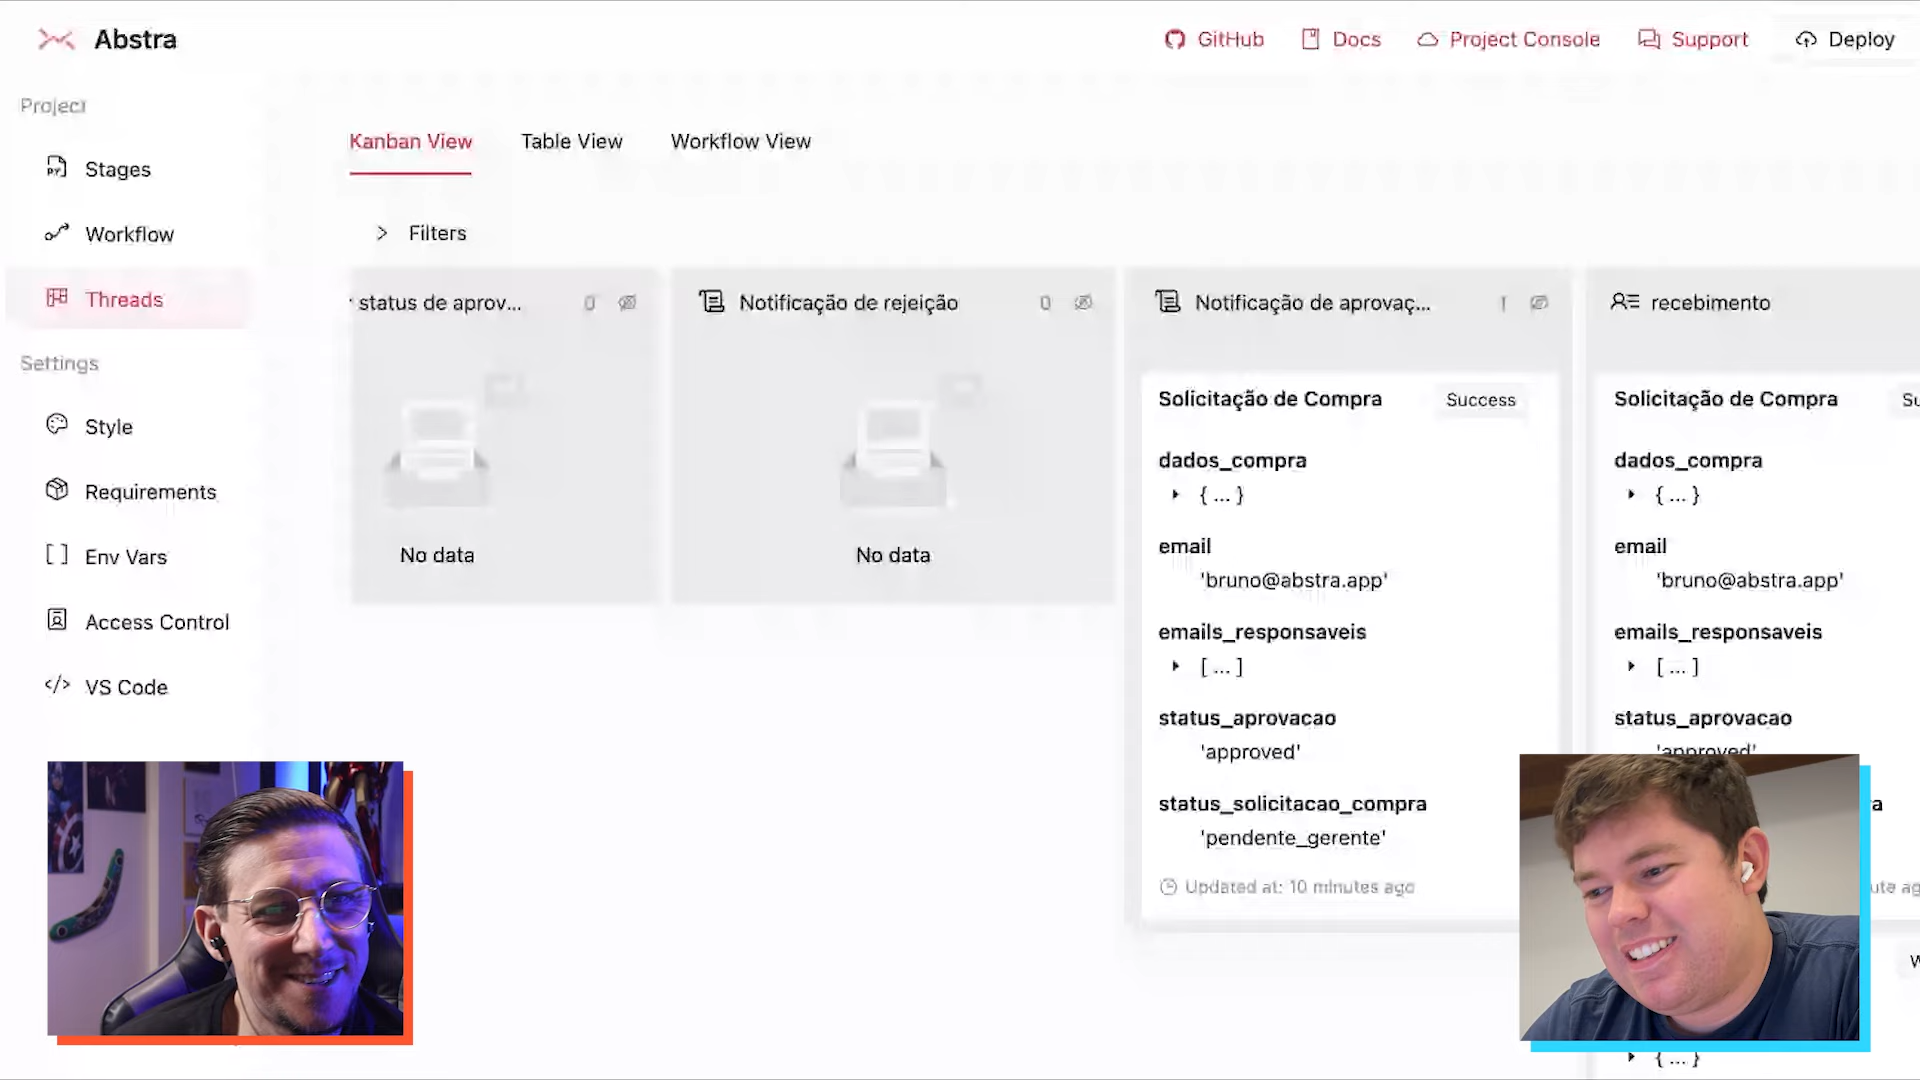 Abstra
GitHub
Docs
Project Console
Support
Deploy
Project
Stages
Workflow
Threads
Settings
Style
Requirements
Env Vars
Access Control
VS Code
Kanban View
Table View
Workflow View
Filters
status de aprov... 0
No data
Notificação de rejeição 0
No data
Notificação de aprovaç... 1
Solicitação de Compra Success
dados_compra
{ ... }
email
'bruno@abstra.app'
emails_responsaveis
[ ... ]
status_aprovacao
'approved'
status_solicitacao_compra
'pendente_gerente'
Updated at: 10 minutes ago
recebimento
Solicitação de Compra
dados_compra
{ ... }
email
'bruno@abstra.app'
emails_responsaveis
[ ... ]
status_aprovacao
'approved'
{ ... }